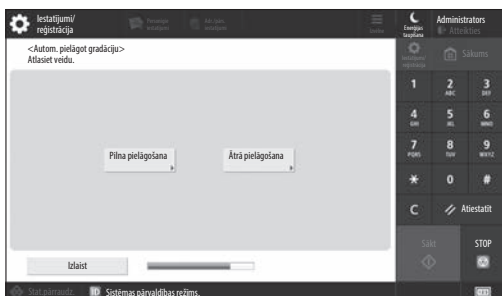 Iestatījumi/
reģistrācija
Enerģijas
taupīšana
Administrators
Atteikties
<Autom. pielāgot gradāciju>
Atlasiet veidu.
Iestatījumi/
reģistrācija
Sākums
1
2
ABC
3
DEF
4
GHI
5
JKL
6
MNO
7
PQRS
8
TUV
9
WXYZ
Pilna pielāgošana
Ātrā pielāgošana
*
0
#
C
Atiestatīt
Sākt
STOP
Izlaist
Stat. pārraudz.
Sistēmas pārvaldības režīms.